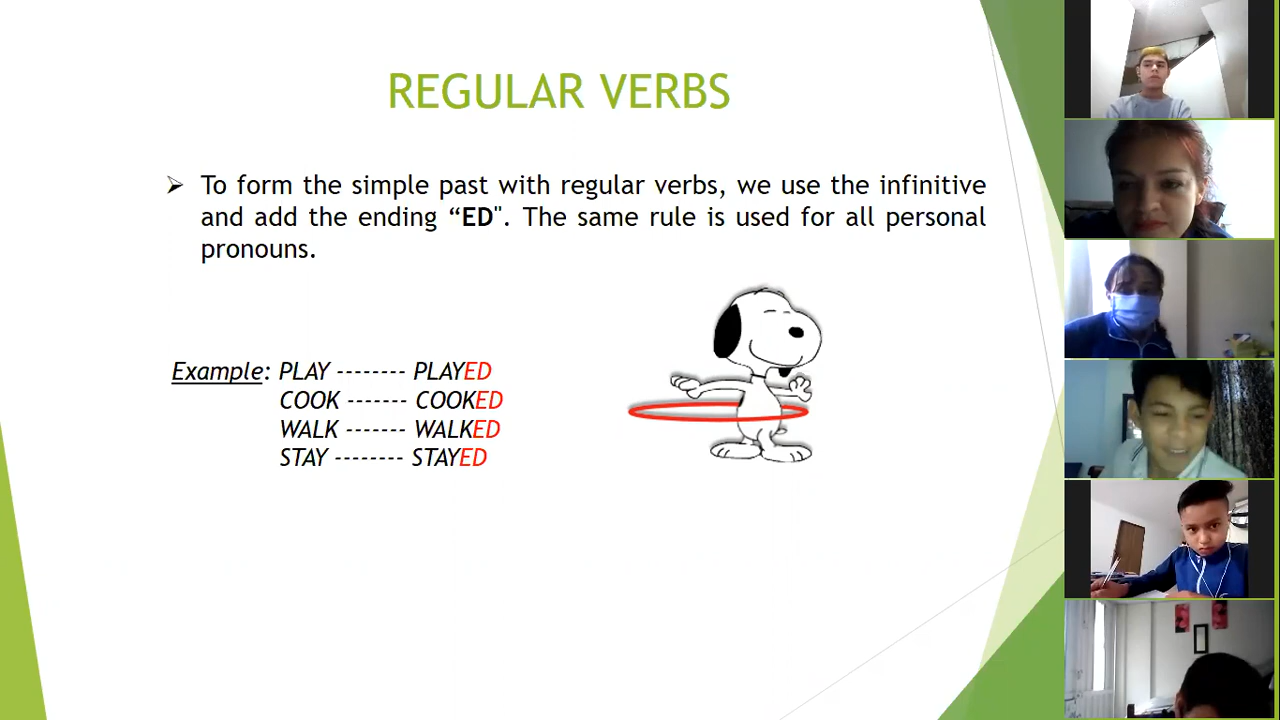 REGULAR VERBS
➢ To form the simple past with regular verbs, we use the infinitive
and add the ending “ED". The same rule is used for all personal
pronouns.
Example: PLAY -------- PLAYED
COOK ------- COOKED
WALK ------- WALKED
STAY -------- STAYED